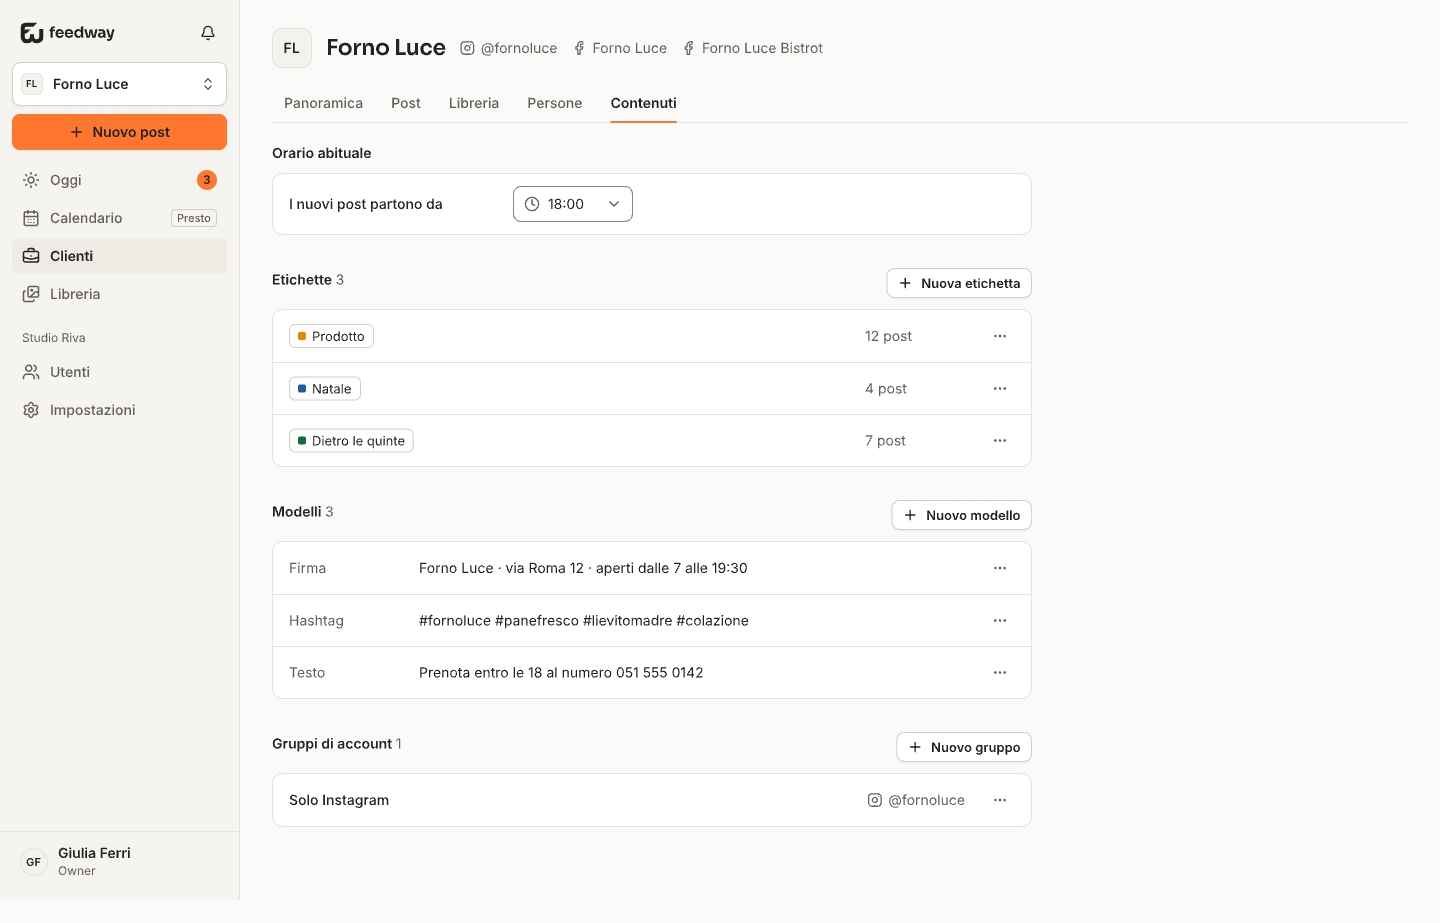 feedway
FL Forno Luce
+ Nuovo post
Oggi 3
Calendario Presto
Clienti
Libreria
Studio Riva
Utenti
Impostazioni
GF Giulia Ferri
Owner
FL Forno Luce @fornoluce Forno Luce Forno Luce Bistrot
Panoramica Post Libreria Persone Contenuti
Orario abituale
I nuovi post partono da 18:00
Etichette 3 + Nuova etichetta
Prodotto 12 post ···
Natale 4 post ···
Dietro le quinte 7 post ···
Modelli 3 + Nuovo modello
Firma Forno Luce · via Roma 12 · aperti dalle 7 alle 19:30 ···
Hashtag #fornoluce #panefresco #lievitomadre #colazione ···
Testo Prenota entro le 18 al numero 051 555 0142 ···
Gruppi di account 1 + Nuovo gruppo
Solo Instagram @fornoluce ···